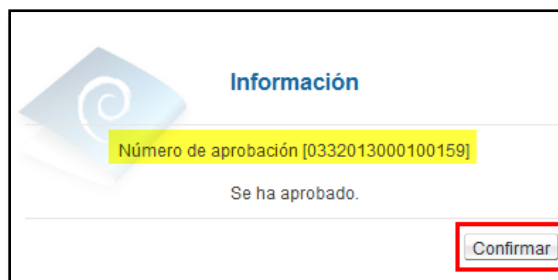 Información
Número de aprobación [0332013000100159]
Se ha aprobado.
Confirmar